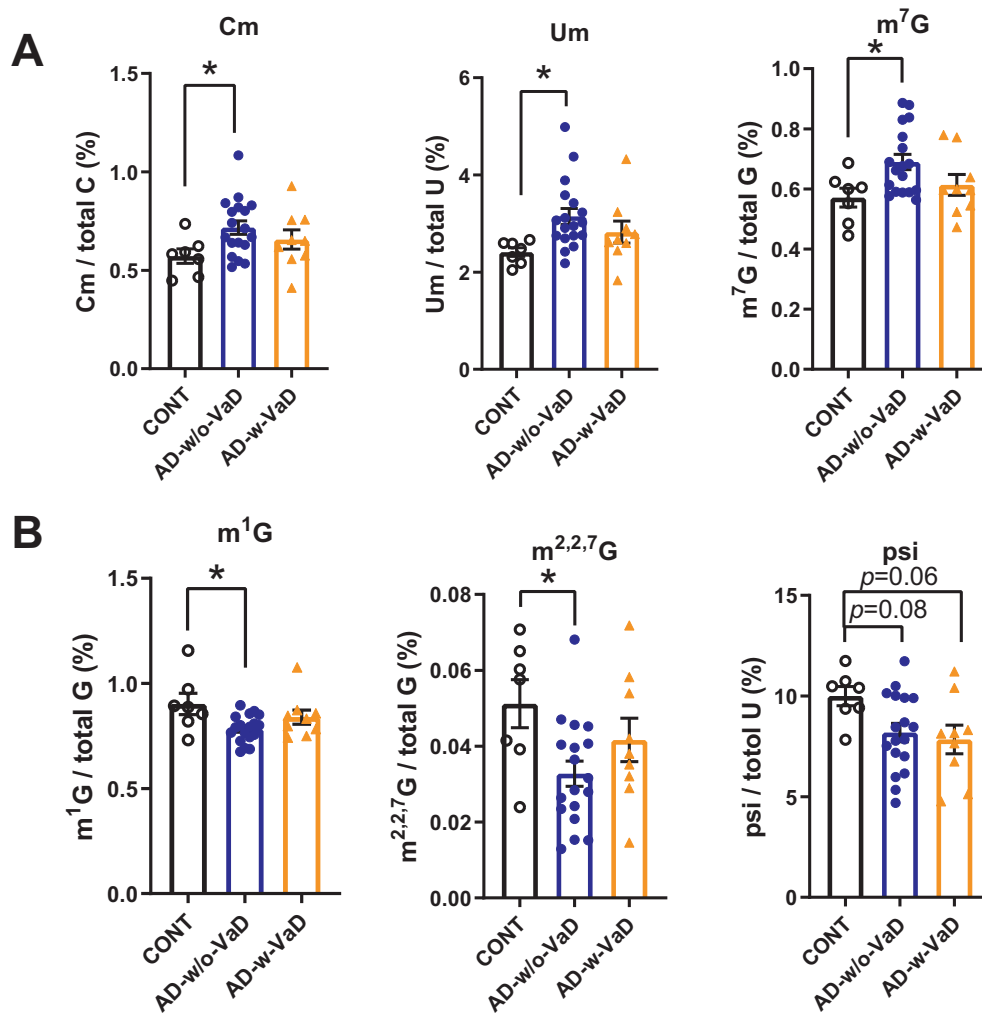 A
Cm
Cm / total C (%)
1.5
1.0
0.5
0.0
*
CONT
AD-w/o-VaD
AD-w-VaD
Um
Um / total U (%)
6
4
2
0
*
CONT
AD-w/o-VaD
AD-w-VaD
m⁷G
m⁷G / total G (%)
1.0
0.8
0.6
0.4
0.2
0.0
*
CONT
AD-w/o-VaD
AD-w-VaD
B
m¹G
m¹G / total G (%)
1.5
1.0
0.5
0.0
*
CONT
AD-w/o-VaD
AD-w-VaD
m²,²,⁷G
m²,²,⁷G / total G (%)
0.08
0.06
0.04
0.02
0.00
*
CONT
AD-w/o-VaD
AD-w-VaD
psi
p=0.06
p=0.08
psi / totol U (%)
15
10
5
0
CONT
AD-w/o-VaD
AD-w-VaD